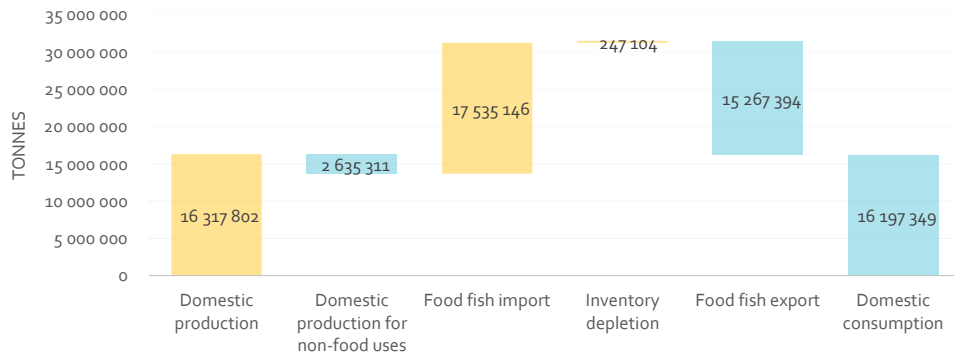 35 000 000
30 000 000
25 000 000
20 000 000
15 000 000
10 000 000
5 000 000
0
TONNES
16 317 802
2 635 311
17 535 146
247 104
15 267 394
16 197 349
Domestic
production
Domestic
production for
non-food uses
Food fish import
Inventory
depletion
Food fish export
Domestic
consumption